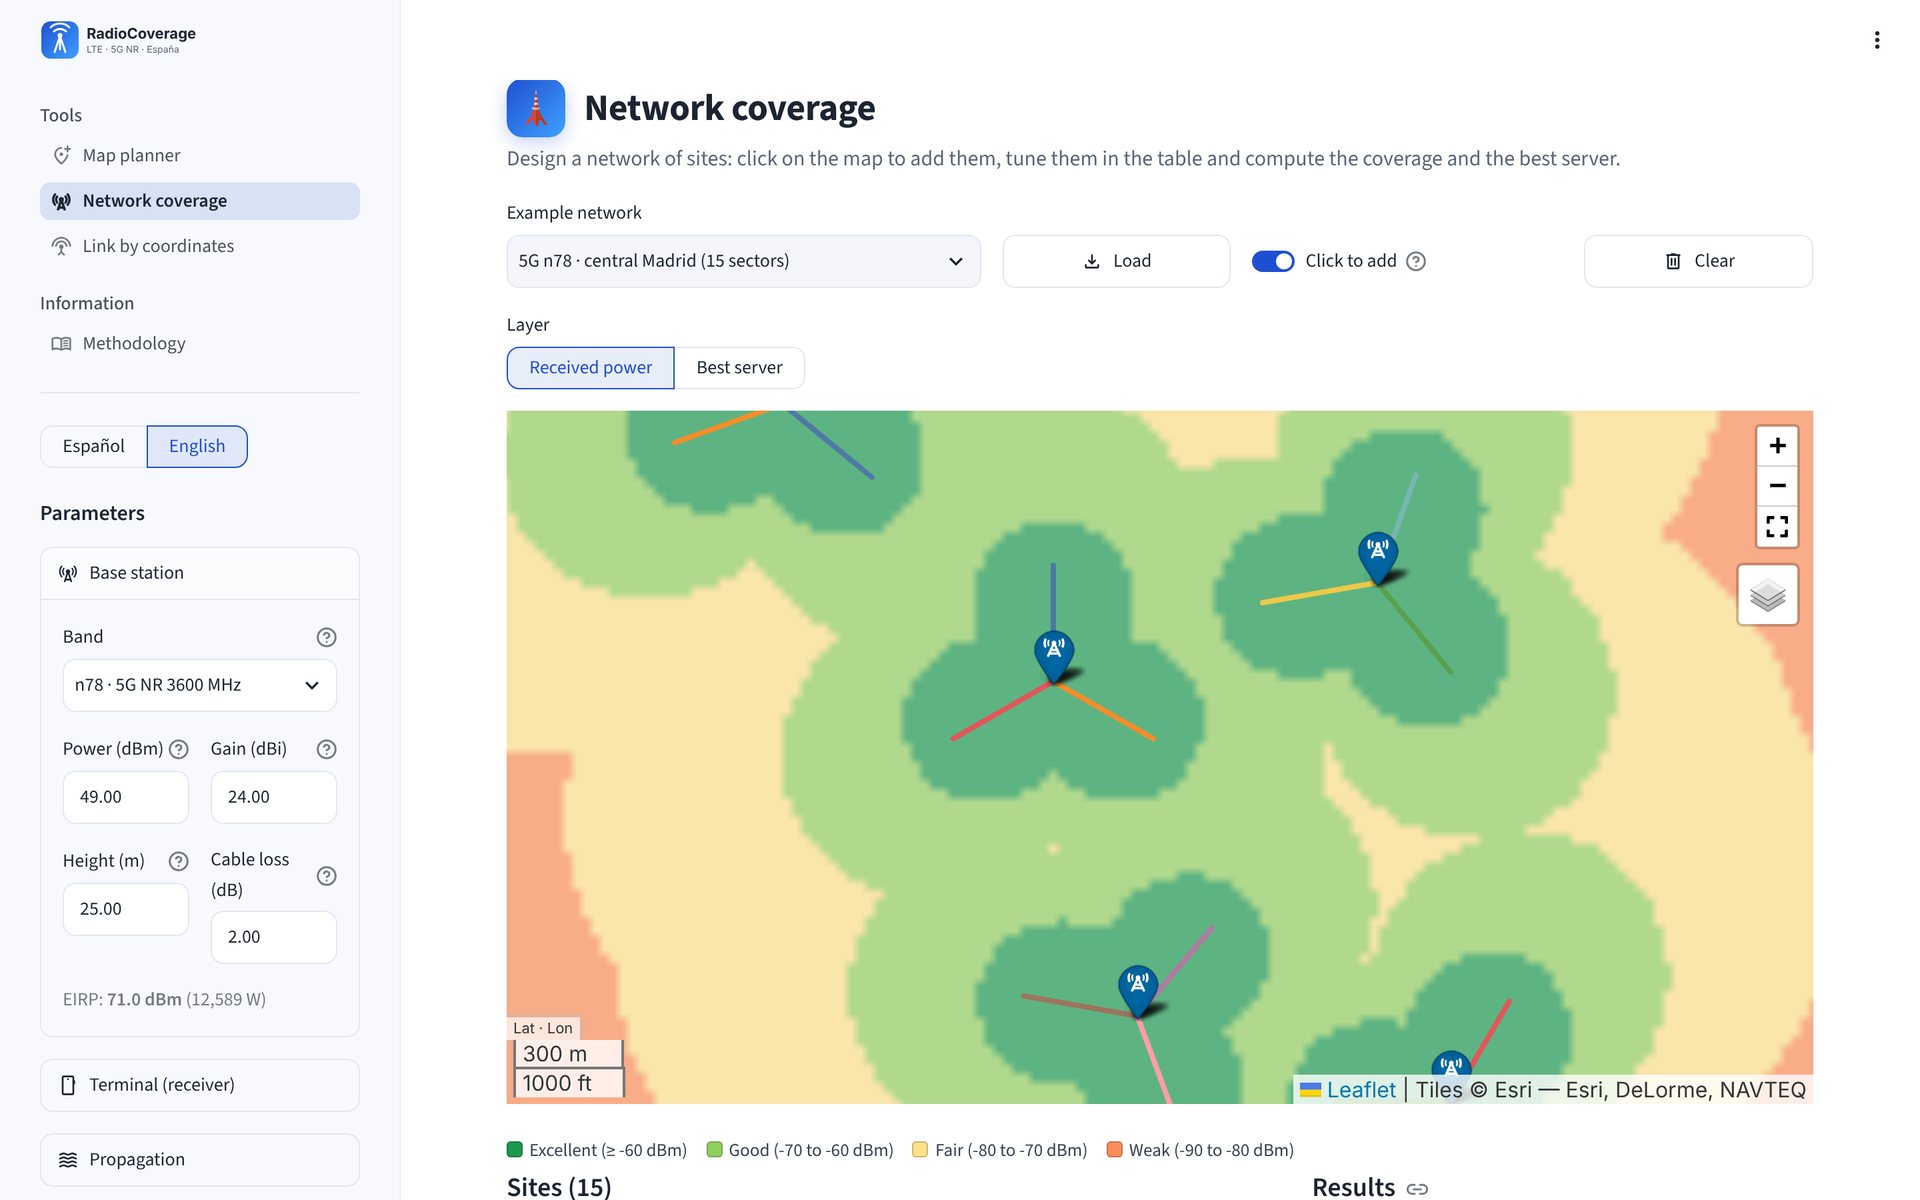 RadioCoverage
LTE · 5G NR · España
Tools
Map planner
Network coverage
Link by coordinates
Information
Methodology
Español
English
Parameters
Base station
Band
n78 · 5G NR 3600 MHz
Power (dBm)
Gain (dBi)
49.00
24.00
Height (m)
Cable loss (dB)
25.00
2.00
EIRP: 71.0 dBm (12,589 W)
Terminal (receiver)
Propagation
Network coverage
Design a network of sites: click on the map to add them, tune them in the table and compute the coverage and the best server.
Example network
5G n78 · central Madrid (15 sectors)
Load
Click to add
Clear
Layer
Received power
Best server
+
−
Lat · Lon
300 m
1000 ft
Leaflet | Tiles © Esri — Esri, DeLorme, NAVTEQ
Excellent (≥ -60 dBm)
Good (-70 to -60 dBm)
Fair (-80 to -70 dBm)
Weak (-90 to -80 dBm)
Sites (15)
Results